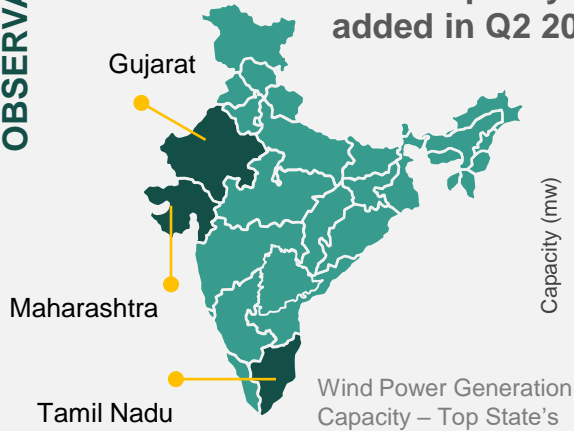 added in Q2 20
Gujarat
Maharashtra
Tamil Nadu
Capacity (mw)
Wind Power Generation
Capacity – Top State's